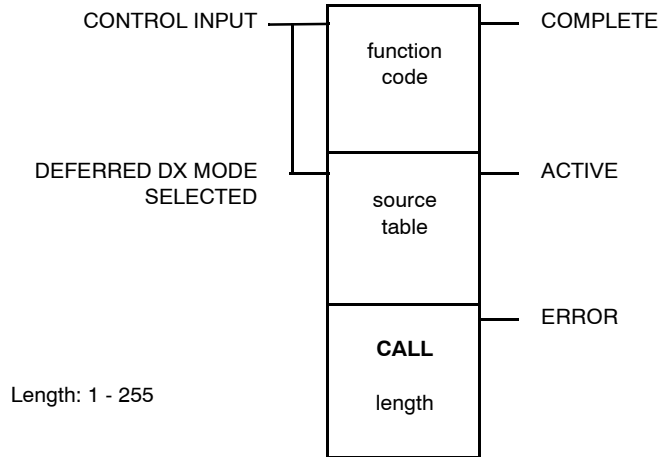 CONTROL INPUT
COMPLETE
function
code
DEFERRED DX MODE
SELECTED
ACTIVE
source
table
ERROR
CALL
Length: 1 - 255
length